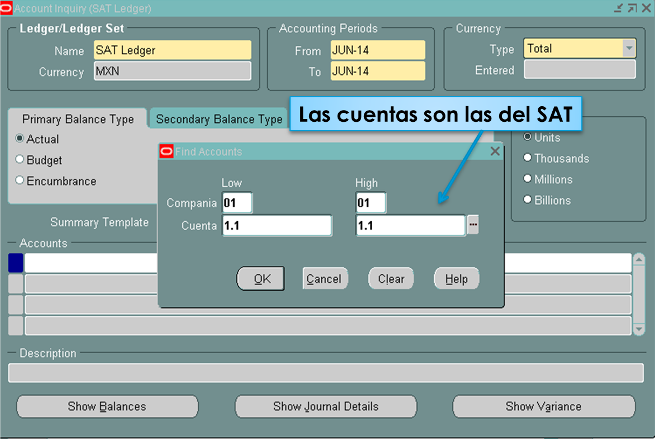 Account Inquiry (SAT Ledger)
Ledger/Ledger Set
Name SAT Ledger
Currency MXN
Accounting Periods
From JUN-14
To JUN-14
Currency
Type Total
Entered
Primary Balance Type
Secondary Balance Type
Actual
Budget
Encumbrance
Las cuentas son las del SAT
Units
Thousands
Millions
Billions
Find Accounts
Low High
Compania 01 01
Cuenta 1.1 1.1
OK Cancel Clear Help
Summary Template
Accounts
Description
Show Balances Show Journal Details Show Variance